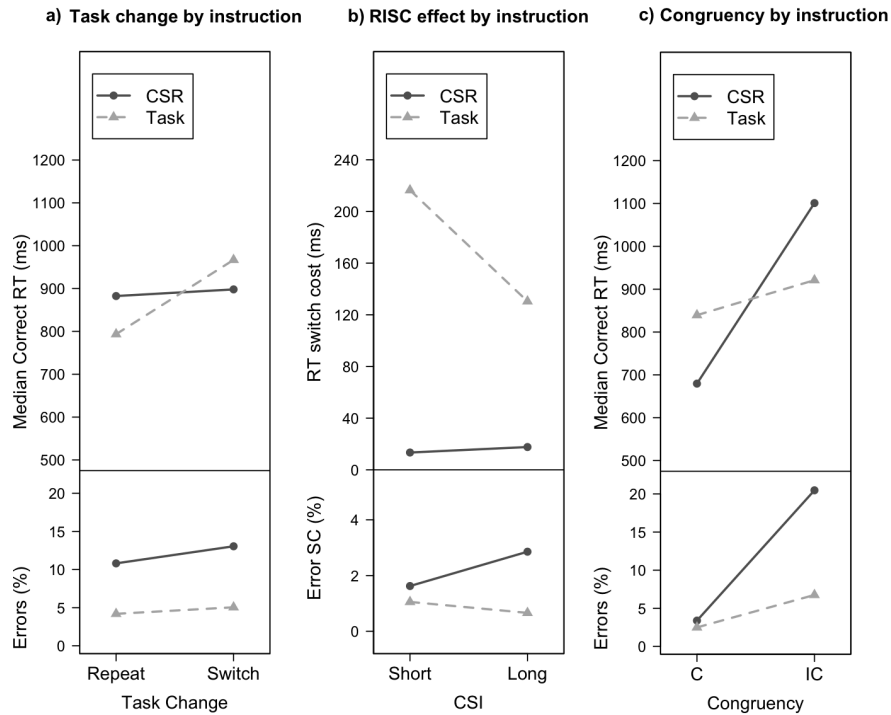 a) Task change by instruction
CSR
Task
1200
1100
1000
900
800
700
600
500
Median Correct RT (ms)
20
15
10
5
0
Errors (%)
Repeat
Switch
Task Change
b) RISC effect by instruction
CSR
Task
240
200
160
120
80
40
0
RT switch cost (ms)
4
2
0
Error SC (%)
Short
Long
CSI
c) Congruency by instruction
CSR
Task
1200
1100
1000
900
800
700
600
500
Median Correct RT (ms)
20
15
10
5
0
Errors (%)
C
IC
Congruency